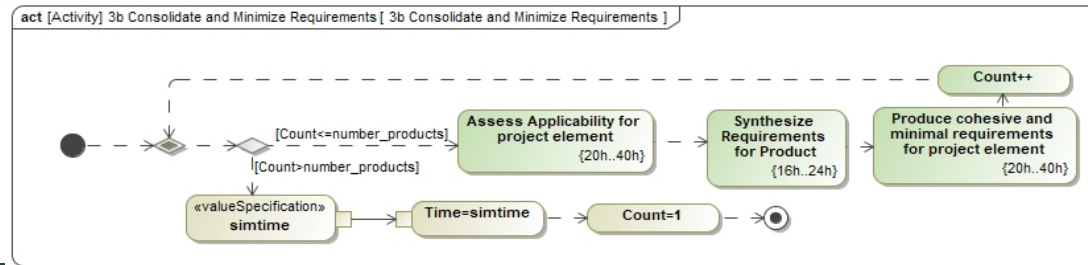 act [Activity] 3b Consolidate and Minimize Requirements [ 3b Consolidate and Minimize Requirements ]
Count++
[Count<=number_products]
Assess Applicability for
project element
{20h..40h}
Synthesize
Requirements
for Product
{16h..24h}
Produce cohesive and
minimal requirements
for project element
{20h..40h}
[Count>number_products]
«valueSpecification»
simtime
Time=simtime
Count=1